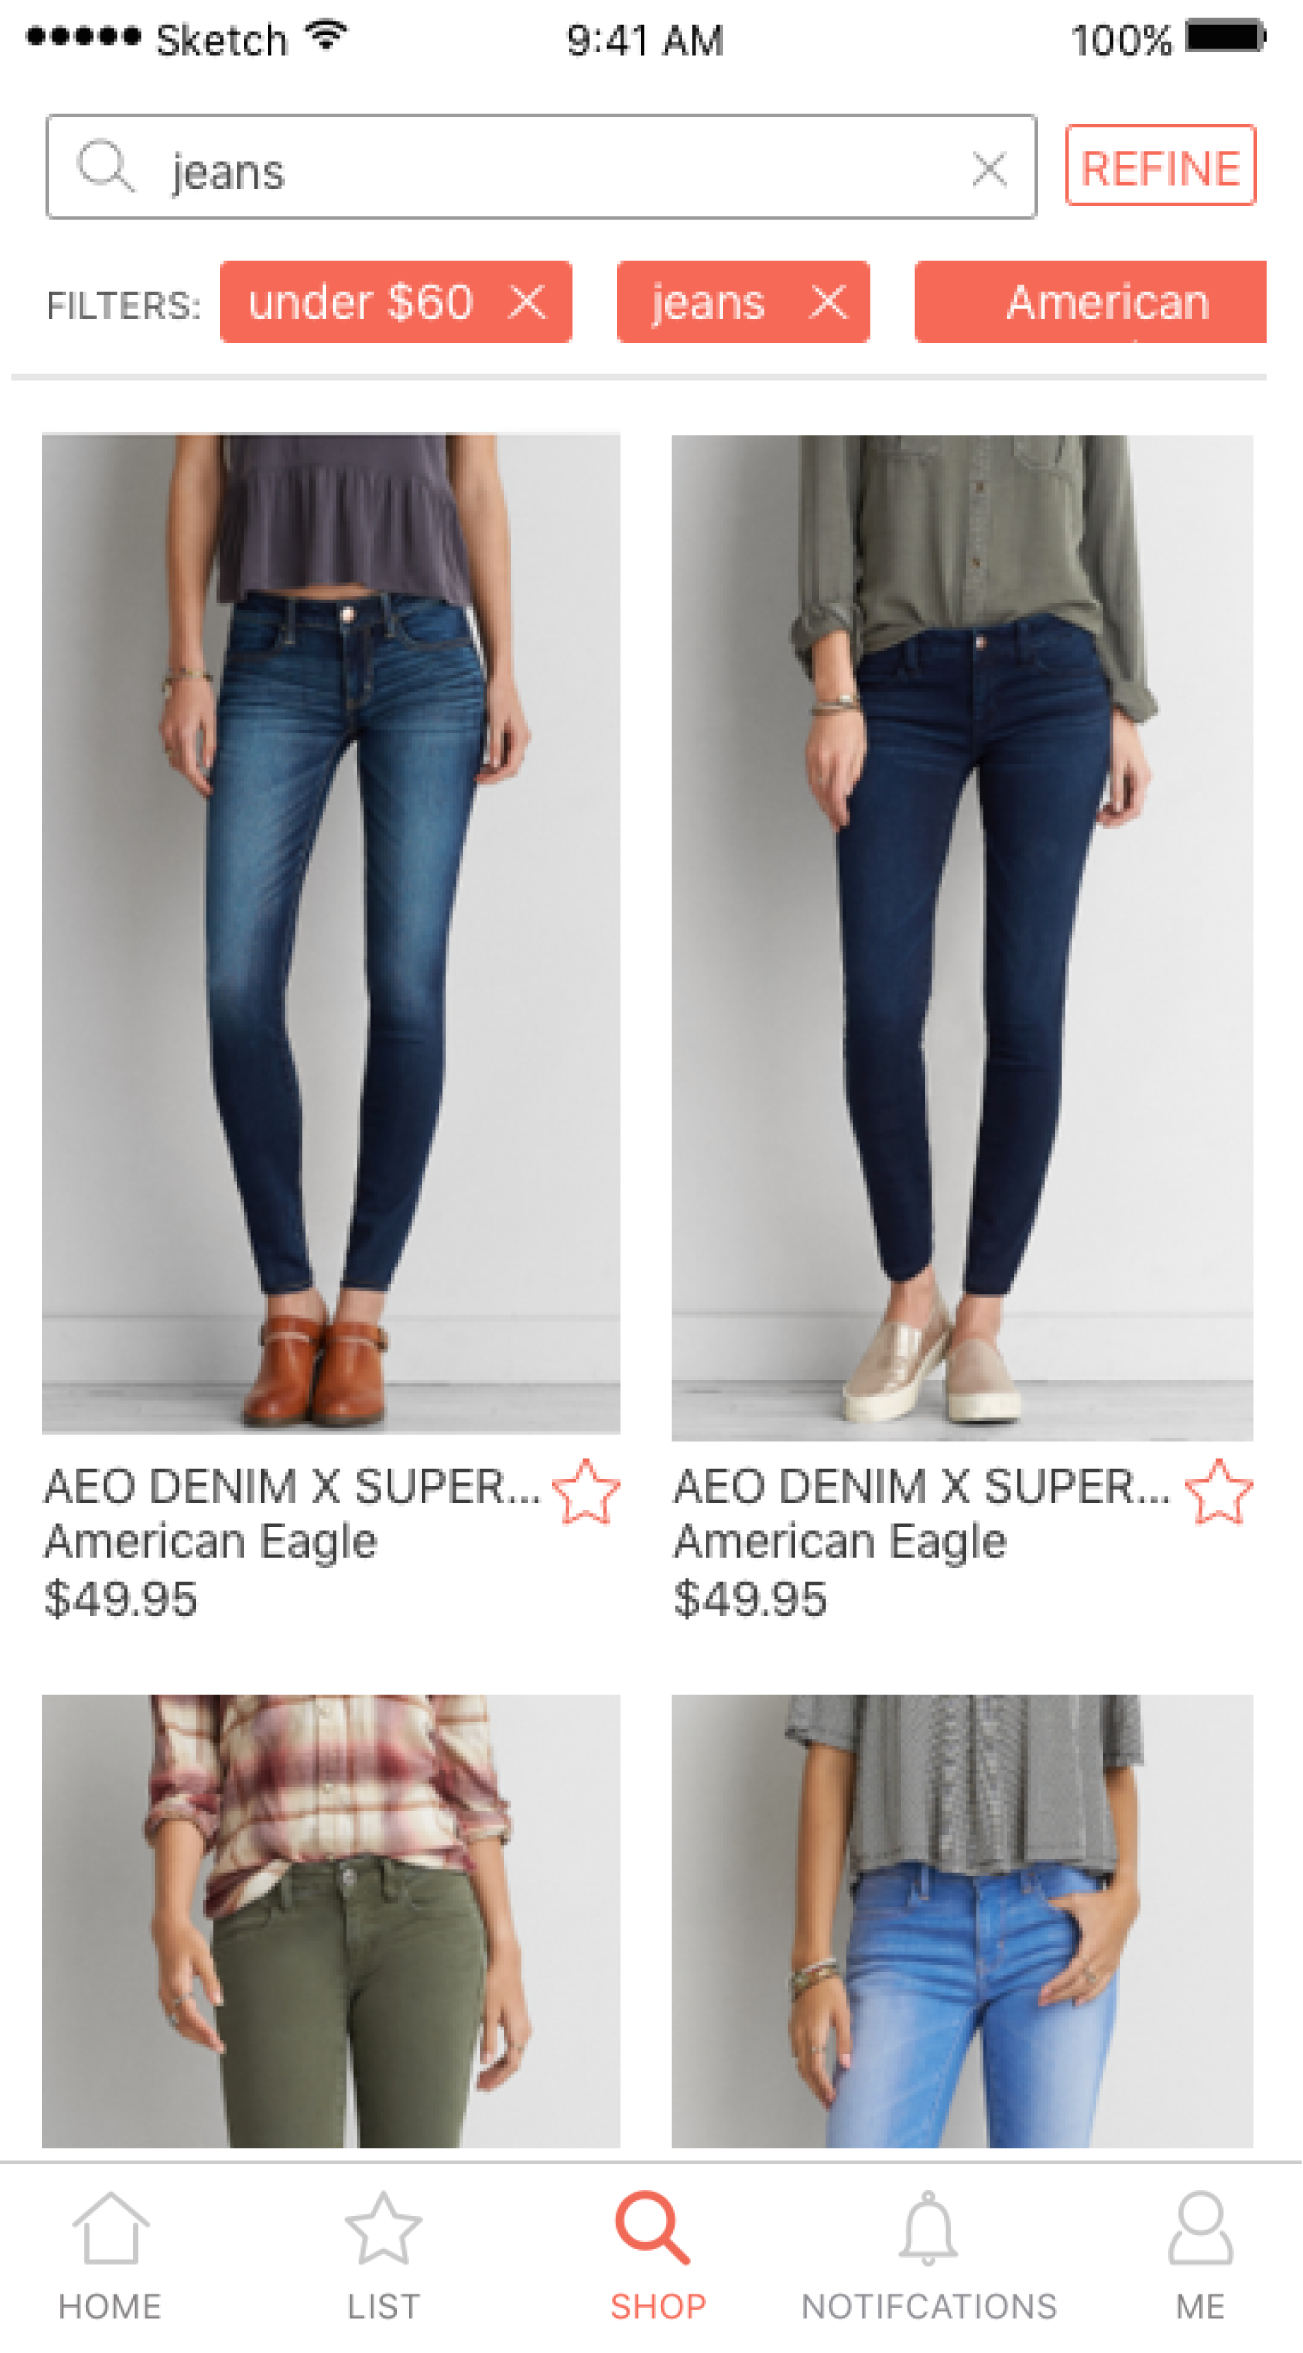 Sketch 9:41 AM 100%
jeans
REFINE
FILTERS: under $60 jeans American
AEO DENIM X SUPER... AEO DENIM X SUPER...
American Eagle American Eagle
$49.95 $49.95
HOME LIST SHOP NOTIFCATIONS ME